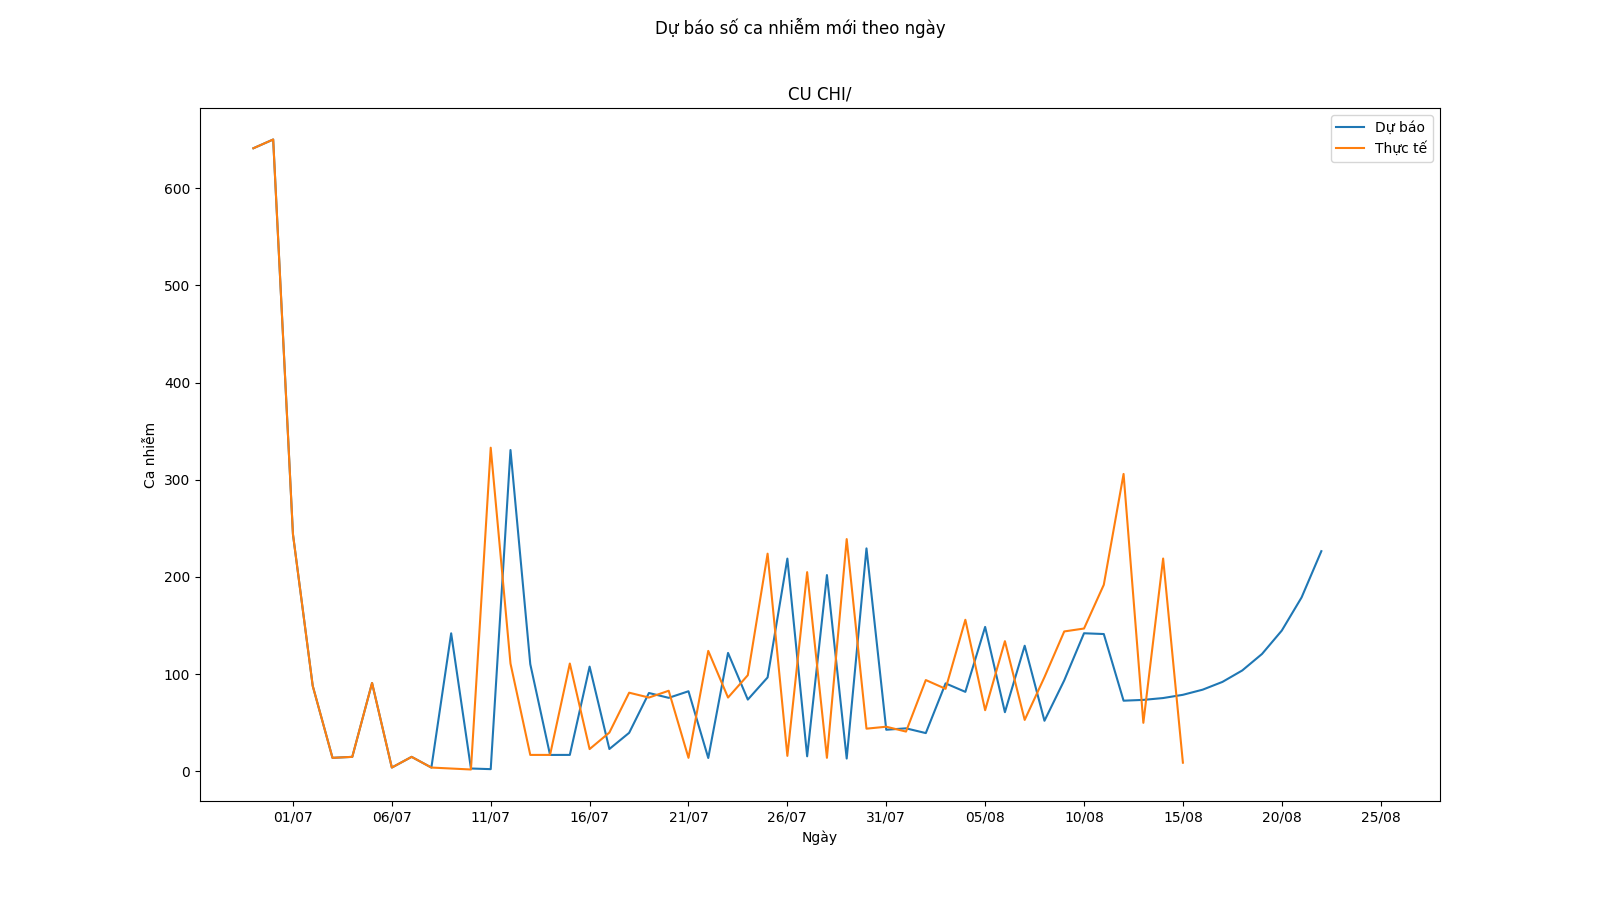 Dự báo số ca nhiễm mới theo ngày
CU CHI/
Dự báo
Thực tế
600
500
400
300
200
100
0
Ca nhiễm
01/07 06/07 11/07 16/07 21/07 26/07 31/07 05/08 10/08 15/08 20/08 25/08
Ngày